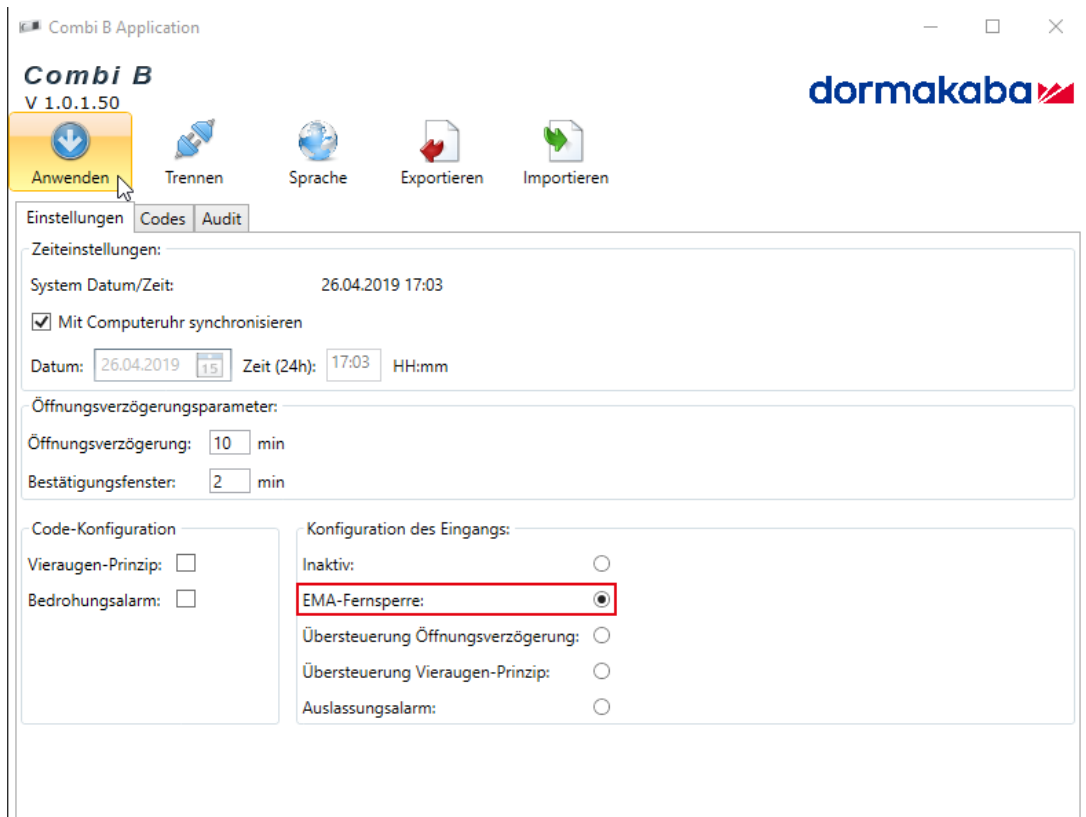 Combi B Application
Combi B
V 1.0.1.50
dormakaba
Anwenden Trennen Sprache Exportieren Importieren
Einstellungen Codes Audit
Zeiteinstellungen:
System Datum/Zeit: 26.04.2019 17:03
Mit Computeruhr synchronisieren
Datum: 26.04.2019 15 Zeit (24h): 17:03 HH:mm
Öffnungsverzögerungsparameter:
Öffnungsverzögerung: 10 min
Bestätigungsfenster: 2 min
Code-Konfiguration
Vieraugen-Prinzip:
Bedrohungsalarm:
Konfiguration des Eingangs:
Inaktiv:
EMA-Fernsperre:
Übersteuerung Öffnungsverzögerung:
Übersteuerung Vieraugen-Prinzip:
Auslassungsalarm: